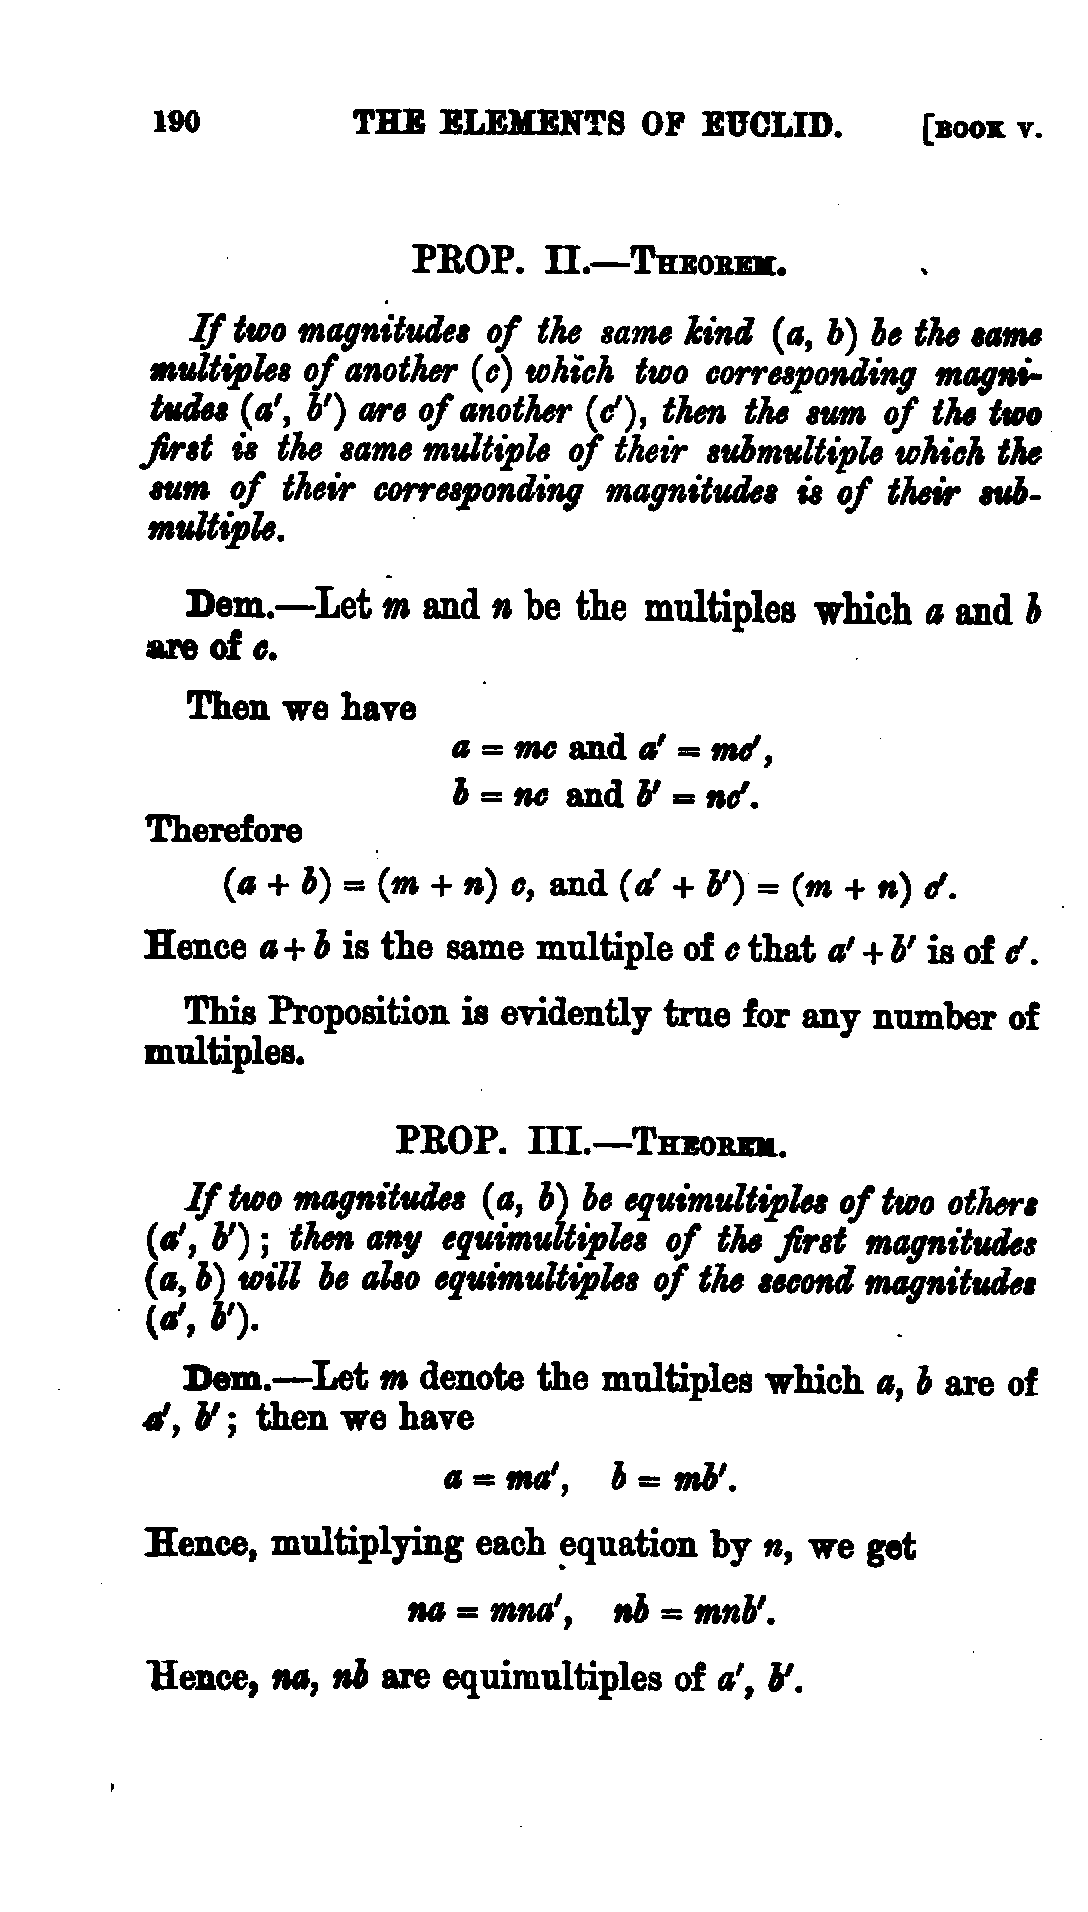 190 THE ELEMENTS OF EUCLID. [BOOK V.
PROP. II.—THEOREM.
If two magnitudes of the same kind (a, b) be the same
multiples of another (c) which two corresponding magni-
tudes (a′, b′) are of another (c′), then the sum of the two
first is the same multiple of their submultiple which the
sum of their corresponding magnitudes is of their sub-
multiple.
Dem.—Let m and n be the multiples which a and b
are of c.
Then we have
a = mc and a′ = mc′,
b = nc and b′ = nc′.
Therefore
(a + b) = (m + n) c, and (a′ + b′) = (m + n) c′.
Hence a + b is the same multiple of c that a′ + b′ is of c′.
This Proposition is evidently true for any number of
multiples.
PROP. III.—THEOREM.
If two magnitudes (a, b) be equimultiples of two others
(a′, b′) ; then any equimultiples of the first magnitudes
(a, b) will be also equimultiples of the second magnitudes
(a′, b′).
Dem.—Let m denote the multiples which a, b are of
a′, b′ ; then we have
a = ma′, b = mb′.
Hence, multiplying each equation by n, we get
na = mna′, nb = mnb′.
Hence, na, nb are equimultiples of a′, b′.